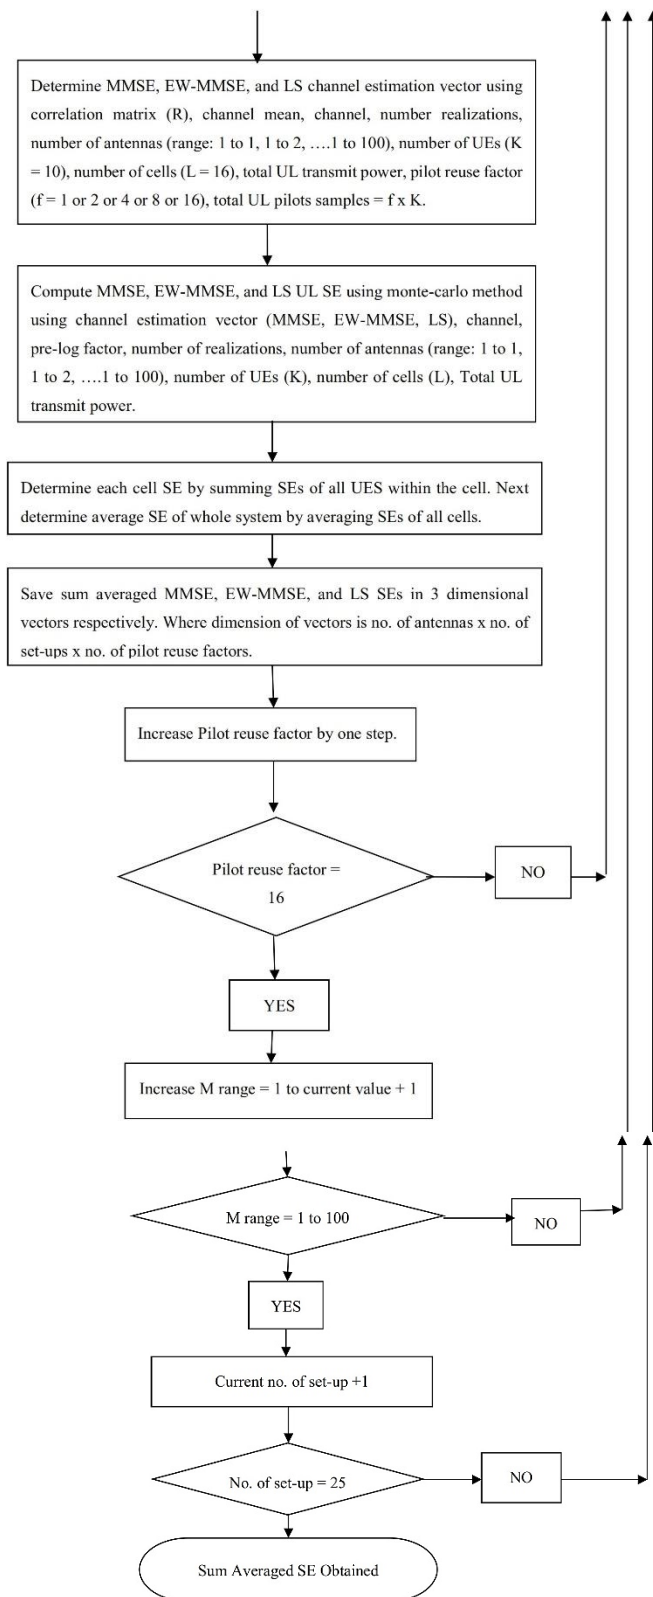 Determine MMSE, EW-MMSE, and LS channel estimation vector using
correlation matrix (R), channel mean, channel, number realizations,
number of antennas (range: 1 to 1, 1 to 2, ….1 to 100), number of UEs (K
= 10), number of cells (L = 16), total UL transmit power, pilot reuse factor
(f = 1 or 2 or 4 or 8 or 16), total UL pilots samples = f x K.
Compute MMSE, EW-MMSE, and LS UL SE using monte-carlo method
using channel estimation vector (MMSE, EW-MMSE, LS), channel,
pre-log factor, number of realizations, number of antennas (range: 1 to 1,
1 to 2, ….1 to 100), number of UEs (K), number of cells (L), Total UL
transmit power.
Determine each cell SE by summing SEs of all UES within the cell. Next
determine average SE of whole system by averaging SEs of all cells.
Save sum averaged MMSE, EW-MMSE, and LS SEs in 3 dimensional
vectors respectively. Where dimension of vectors is no. of antennas x no. of
set-ups x no. of pilot reuse factors.
Increase Pilot reuse factor by one step.
Pilot reuse factor =
16
NO
YES
Increase M range = 1 to current value + 1
M range = 1 to 100
NO
YES
Current no. of set-up +1
No. of set-up = 25
NO
Sum Averaged SE Obtained